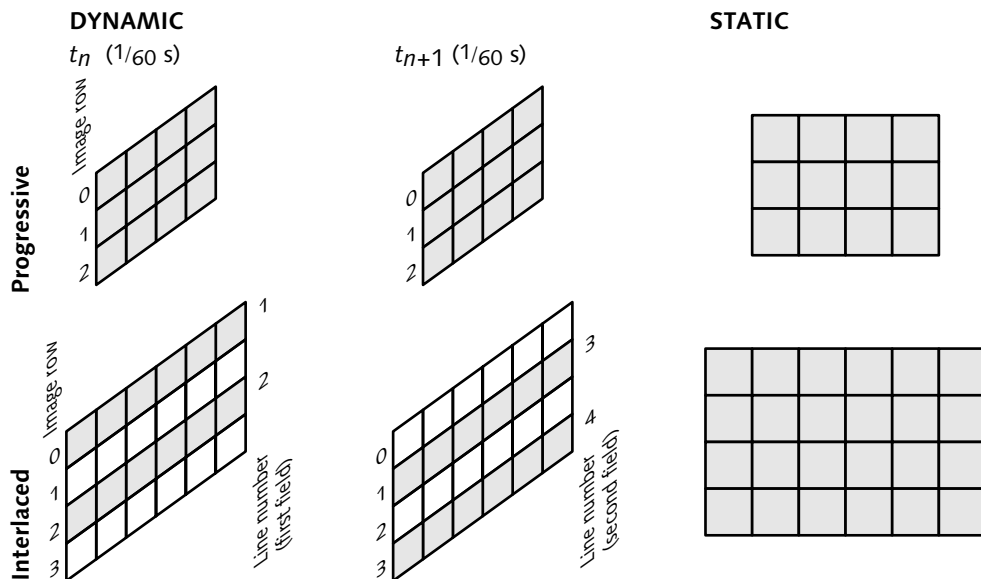 DYNAMIC
STATIC
tn (1/60 s)
tn+1 (1/60 s)
Progressive
Image row
0
1
2
0
1
2
Interlaced
Image row
0
1
2
3
1
2
Line number
(first field)
0
1
2
3
3
4
Line number
(second field)